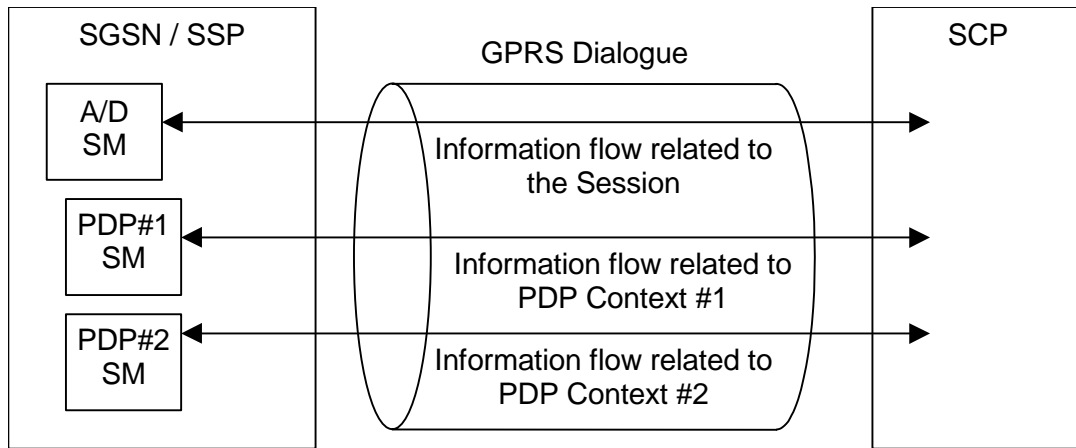 SGSN / SSP
GPRS Dialogue
SCP
A/D
SM
Information flow related to
the Session
PDP#1
SM
Information flow related to
PDP Context #1
PDP#2
SM
Information flow related to
PDP Context #2